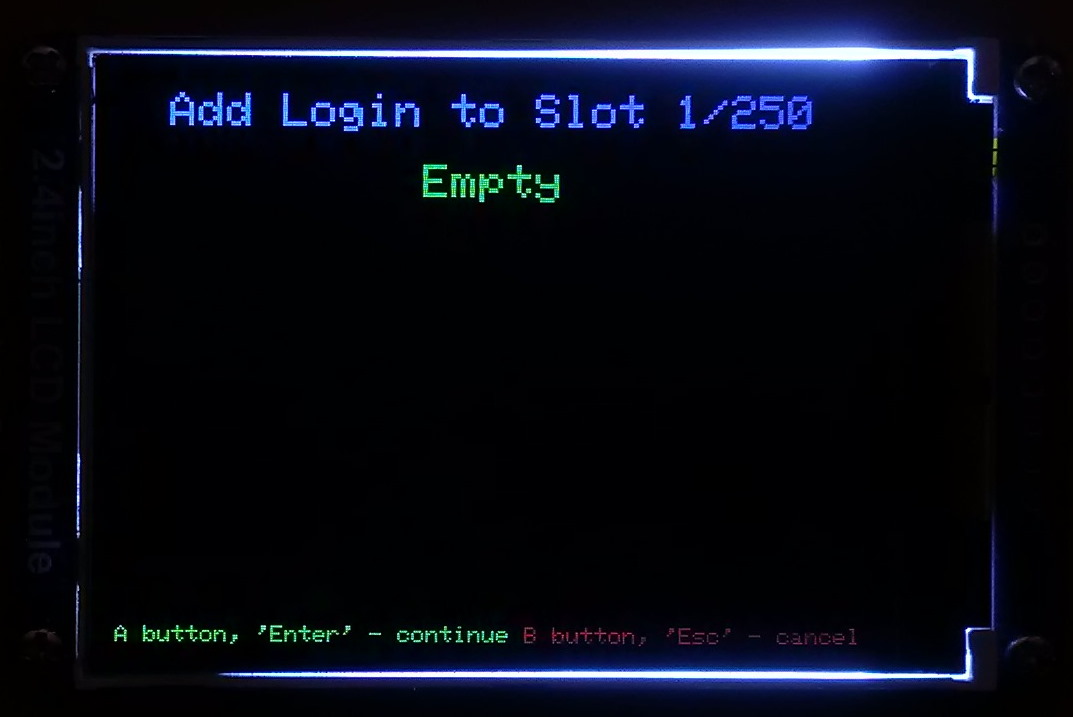 Add Login to Slot 1/250
Empty
A button, 'Enter' - continue B button, 'Esc' - cancel
2.4inch LCD Module